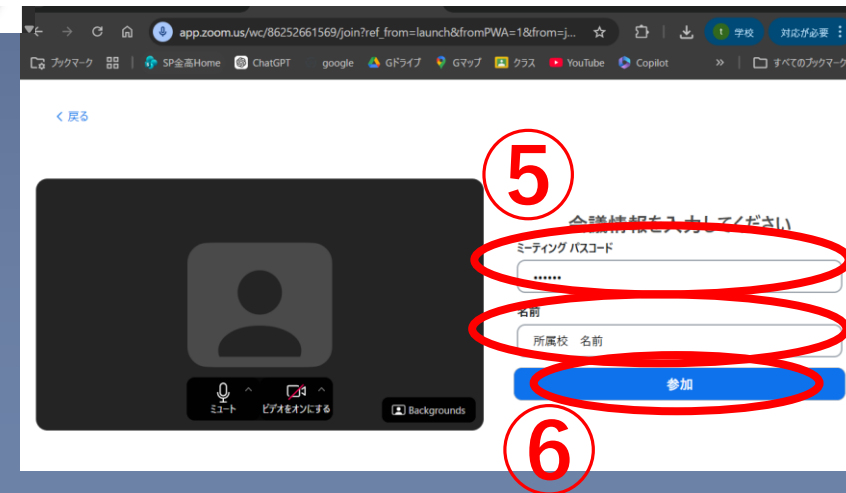 app.zoom.us/wc/86252661569/join?ref_from=launch&fromPWA=1&from=j...
t 学校
対応が必要
ブックマーク
SP金高Home
ChatGPT
google
Gドライブ
Gマップ
クラス
YouTube
Copilot
»
すべてのブックマーク
< 戻る
⑤
会議情報を入力してください
ミーティング パスコード
••••••
名前
所属校 名前
参加
ミュート
ビデオをオンにする
Backgrounds
⑥